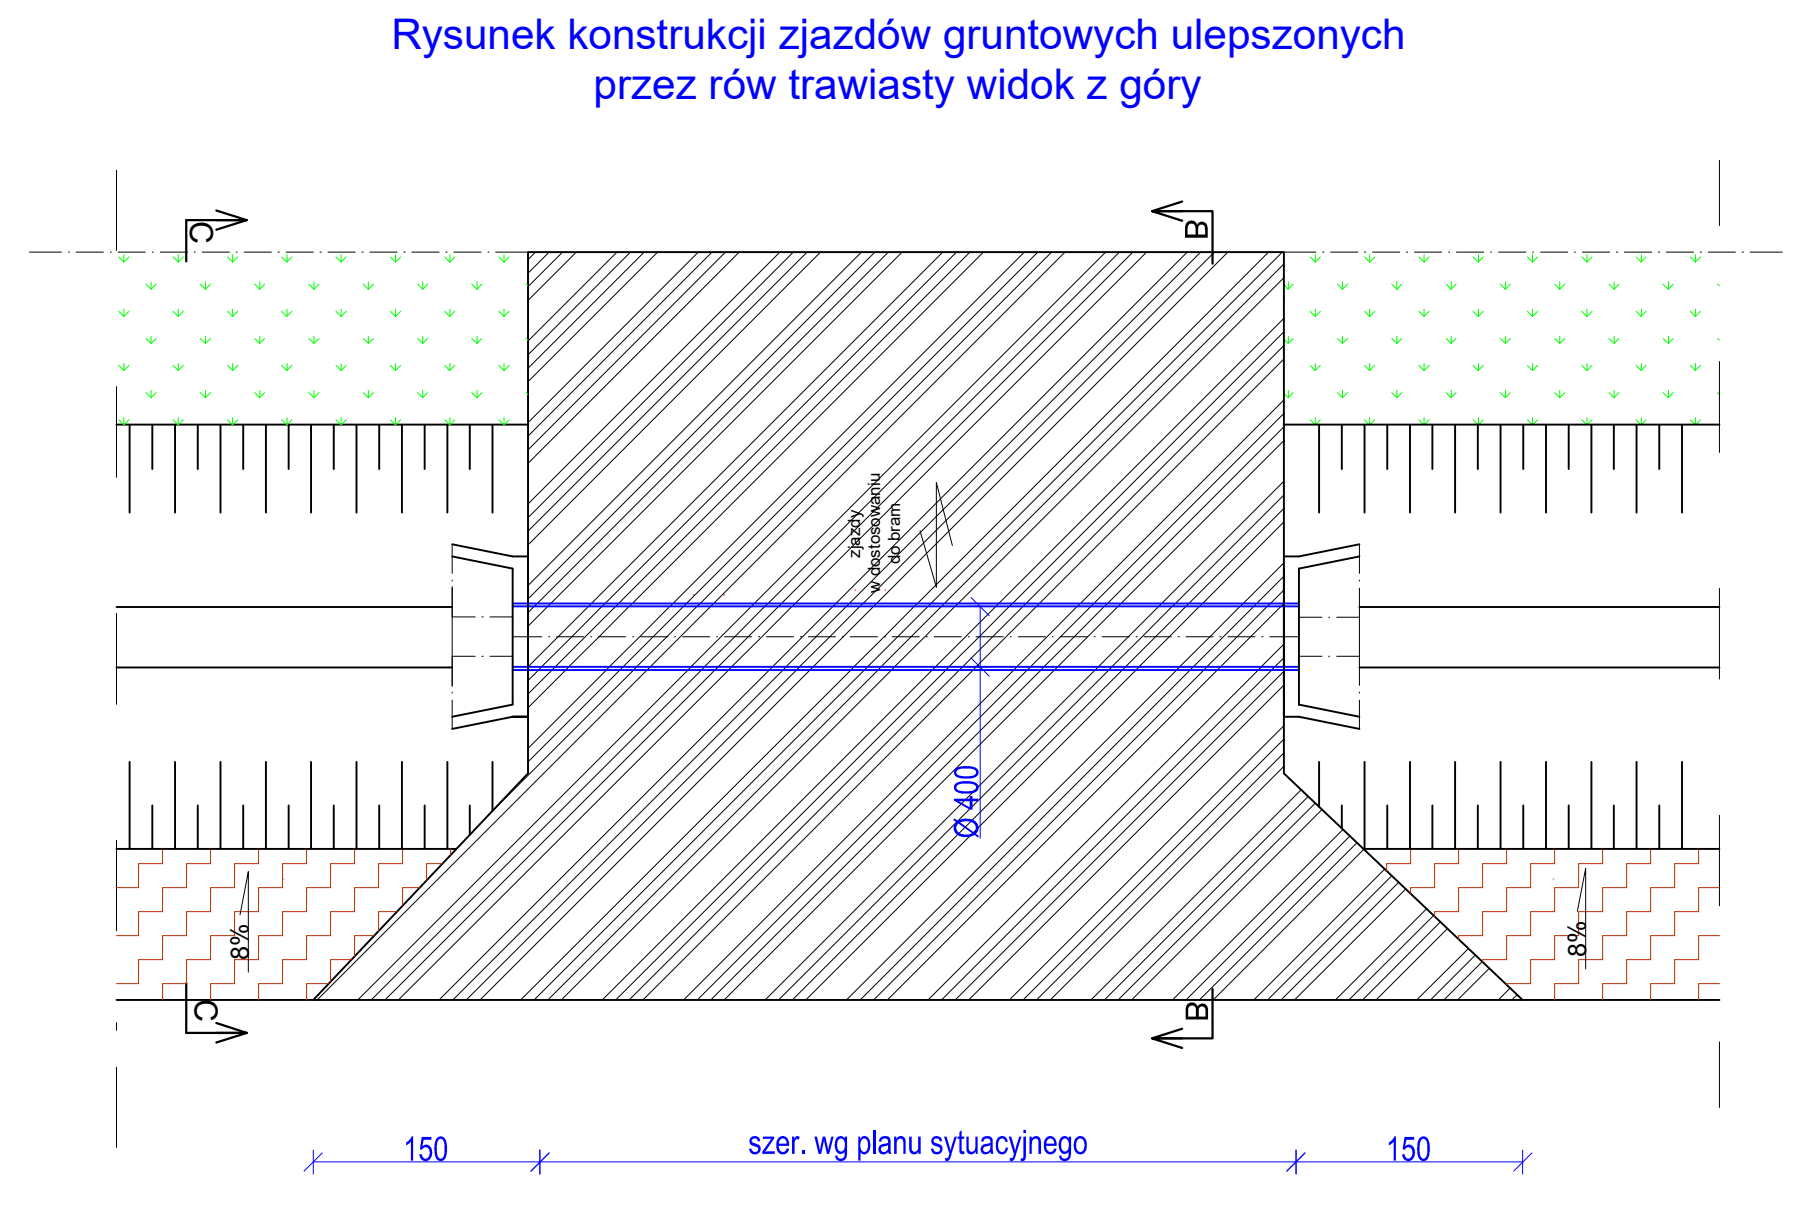 Rysunek konstrukcji zjazdów gruntowych ulepszonych
przez rów trawiasty widok z góry
C
B
zjazdy
w dostosowaniu
do bram
Ø 400
8%
8%
C
B
150
szer. wg planu sytuacyjnego
150